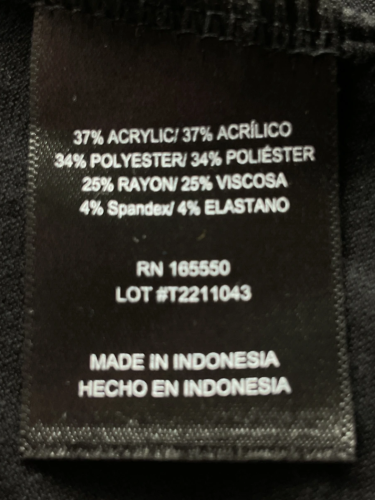 37% ACRYLIC/ 37% ACRÍLICO
34% POLYESTER/ 34% POLIÉSTER
25% RAYON/ 25% VISCOSA
4% Spandex/ 4% ELASTANO
RN 165550
LOT #T2211043
MADE IN INDONESIA
HECHO EN INDONESIA